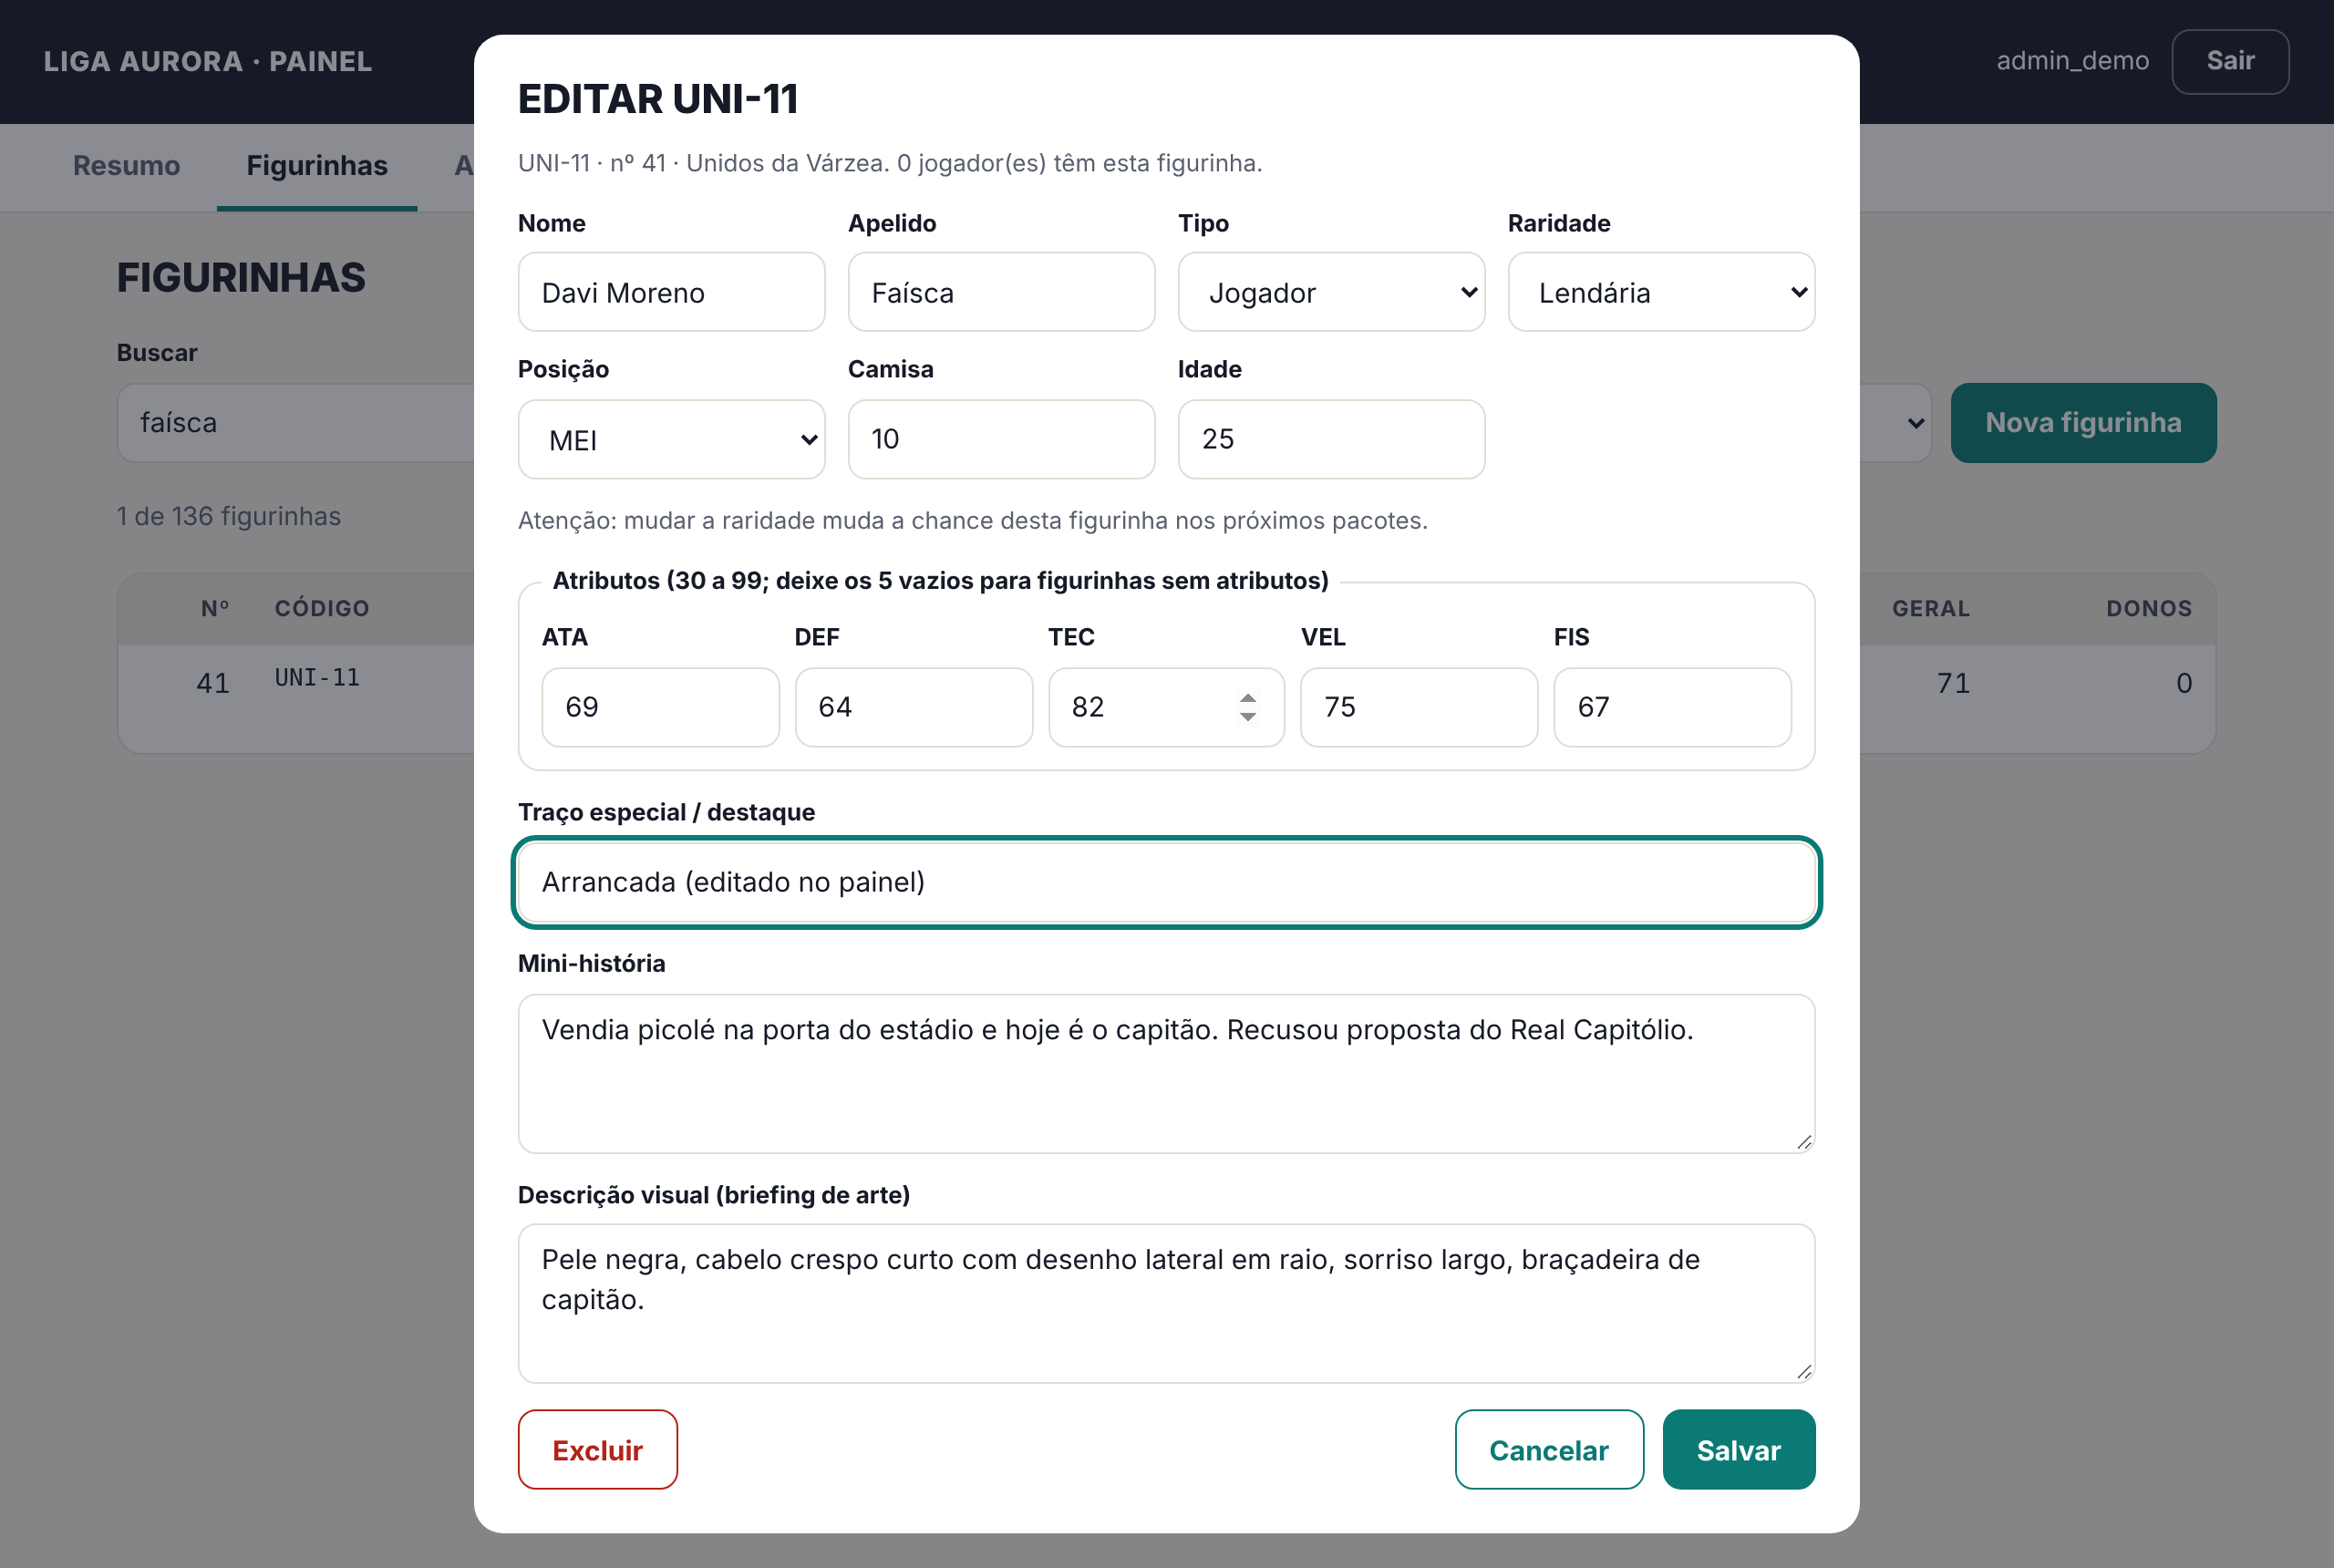 LIGA AURORA · PAINEL
admin_demo
Sair
Resumo
Figurinhas
A
FIGURINHAS
Buscar
faísca
Nova figurinha
1 de 136 figurinhas
Nº CÓDIGO GERAL DONOS
41 UNI-11 71 0
EDITAR UNI-11
UNI-11 · nº 41 · Unidos da Várzea. 0 jogador(es) têm esta figurinha.
Nome Apelido Tipo Raridade
Davi Moreno Faísca Jogador Lendária
Posição Camisa Idade
MEI 10 25
Atenção: mudar a raridade muda a chance desta figurinha nos próximos pacotes.
Atributos (30 a 99; deixe os 5 vazios para figurinhas sem atributos)
ATA DEF TEC VEL FIS
69 64 82 75 67
Traço especial / destaque
Arrancada (editado no painel)
Mini-história
Vendia picolé na porta do estádio e hoje é o capitão. Recusou proposta do Real Capitólio.
Descrição visual (briefing de arte)
Pele negra, cabelo crespo curto com desenho lateral em raio, sorriso largo, braçadeira de
capitão.
Excluir
Cancelar
Salvar